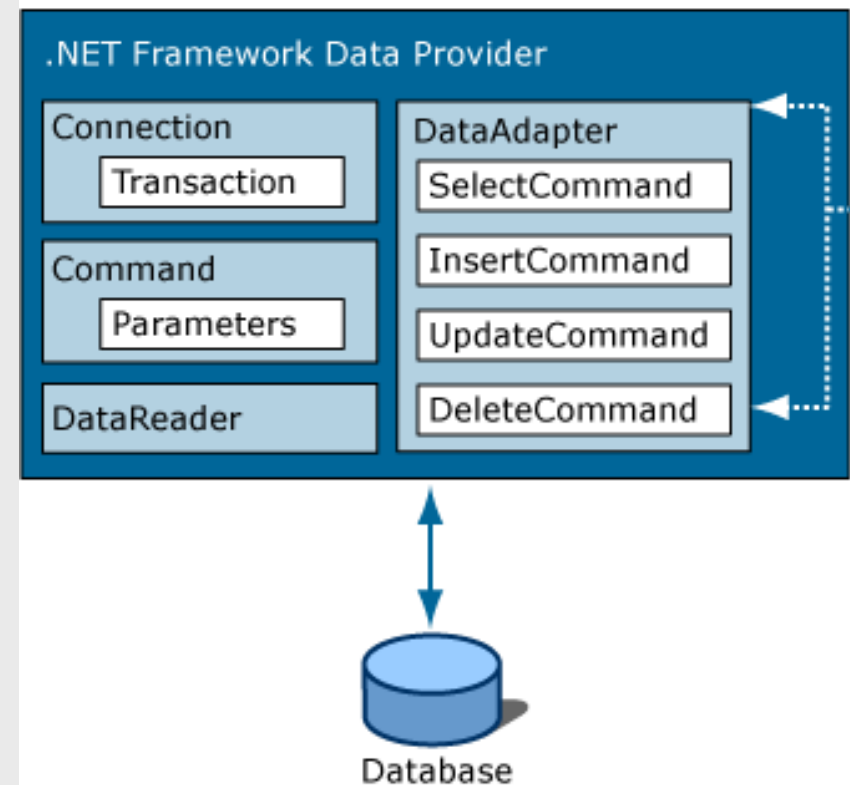 .NET Framework Data Provider
Connection
Transaction
Command
Parameters
DataReader
DataAdapter
SelectCommand
InsertCommand
UpdateCommand
DeleteCommand
Database